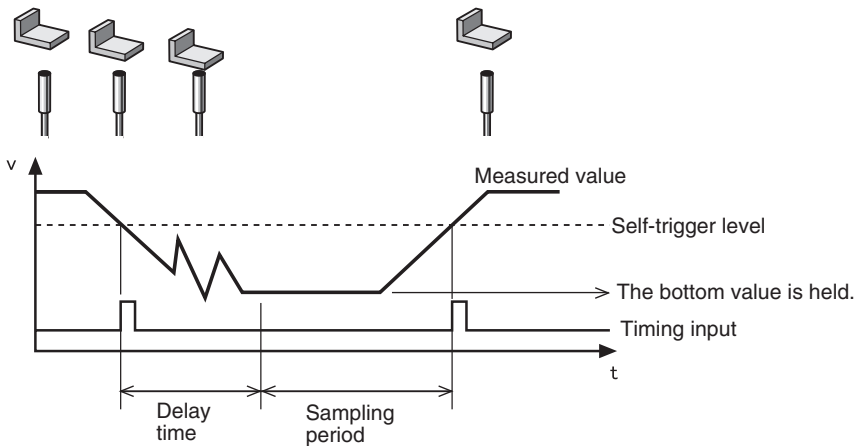 v
Measured value
Self-trigger level
The bottom value is held.
Timing input
t
Delay
time
Sampling
period